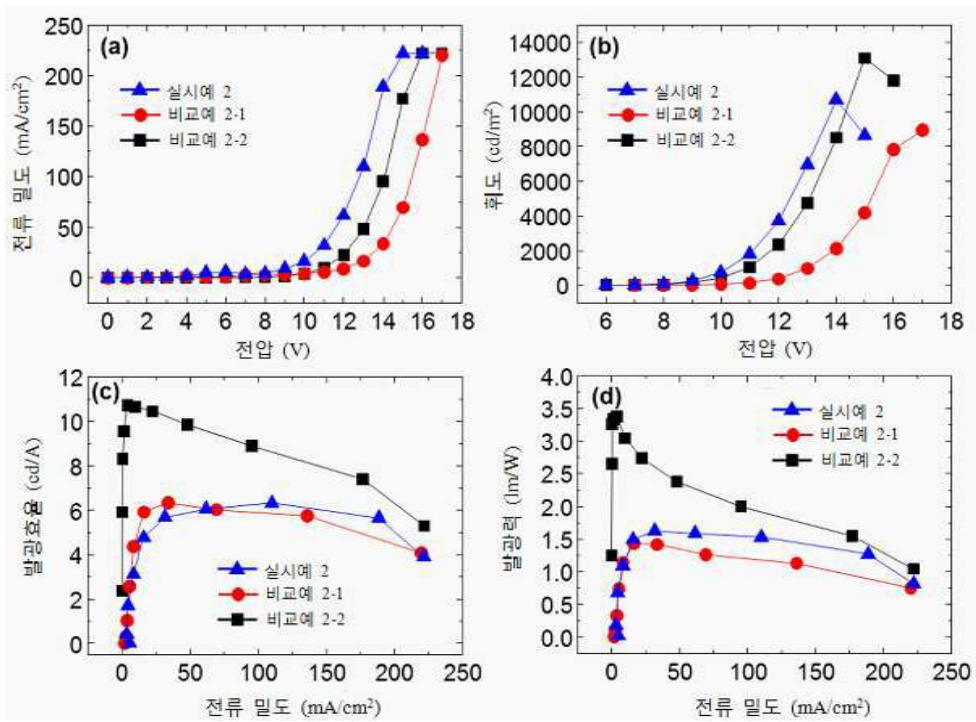 (a)
250
200
150
100
50
0
전류 밀도 (mA/cm²)
실시예 2
비교예 2-1
비교예 2-2
0 2 4 6 8 10 12 14 16 18
전압 (V)
(b)
14000
12000
10000
8000
6000
4000
2000
0
휘도 (cd/m²)
실시예 2
비교예 2-1
비교예 2-2
6 8 10 12 14 16 18
전압 (V)
(c)
12
10
8
6
4
2
0
발광효율 (cd/A)
실시예 2
비교예 2-1
비교예 2-2
0 50 100 150 200 250
전류 밀도 (mA/cm²)
(d)
4.0
3.5
3.0
2.5
2.0
1.5
1.0
0.5
0.0
발광력 (lm/W)
실시예 2
비교예 2-1
비교예 2-2
0 50 100 150 200 250
전류 밀도 (mA/cm²)